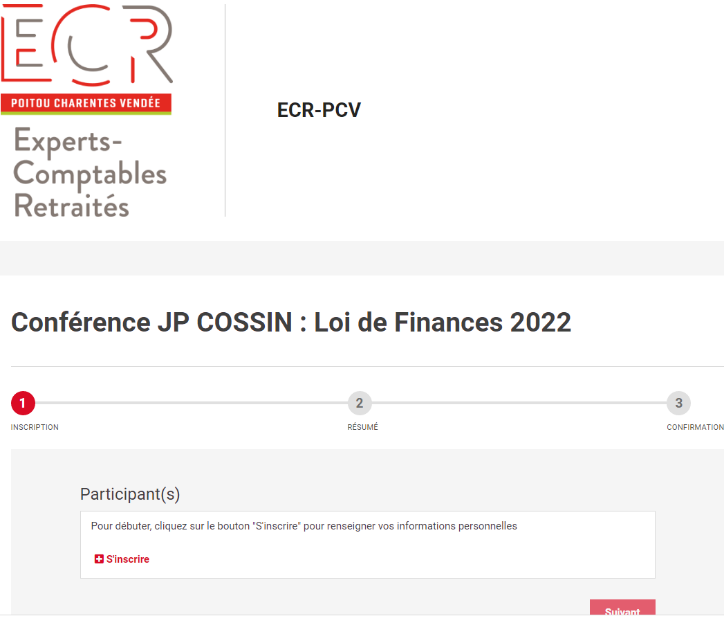 ECR
POITOU CHARENTES VENDÉE
Experts-
Comptables
Retraités
ECR-PCV
Conférence JP COSSIN : Loi de Finances 2022
1
2
3
INSCRIPTION
RÉSUMÉ
CONFIRMATION
Participant(s)
Pour débuter, cliquez sur le bouton "S'inscrire" pour renseigner vos informations personnelles
S'inscrire
Suivant